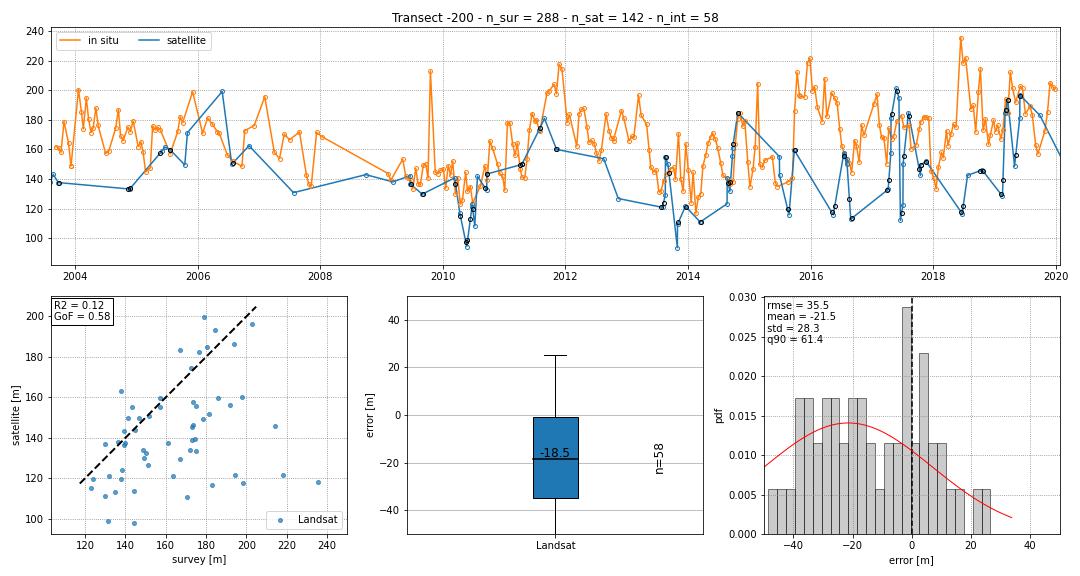 Transect -200 - n_sur = 288 - n_sat = 142 - n_int = 58
in situ satellite
240
220
200
180
160
140
120
100
2004 2006 2008 2010 2012 2014 2016 2018 2020
R2 = 0.12
GoF = 0.58
200
180
160
140
120
100
satellite [m]
Landsat
120 140 160 180 200 220 240
survey [m]
40
20
0
−20
−40
error [m]
-18.5
n=58
Landsat
rmse = 35.5
mean = -21.5
std = 28.3
q90 = 61.4
0.030
0.025
0.020
0.015
0.010
0.005
0.000
pdf
−40 −20 0 20 40
error [m]